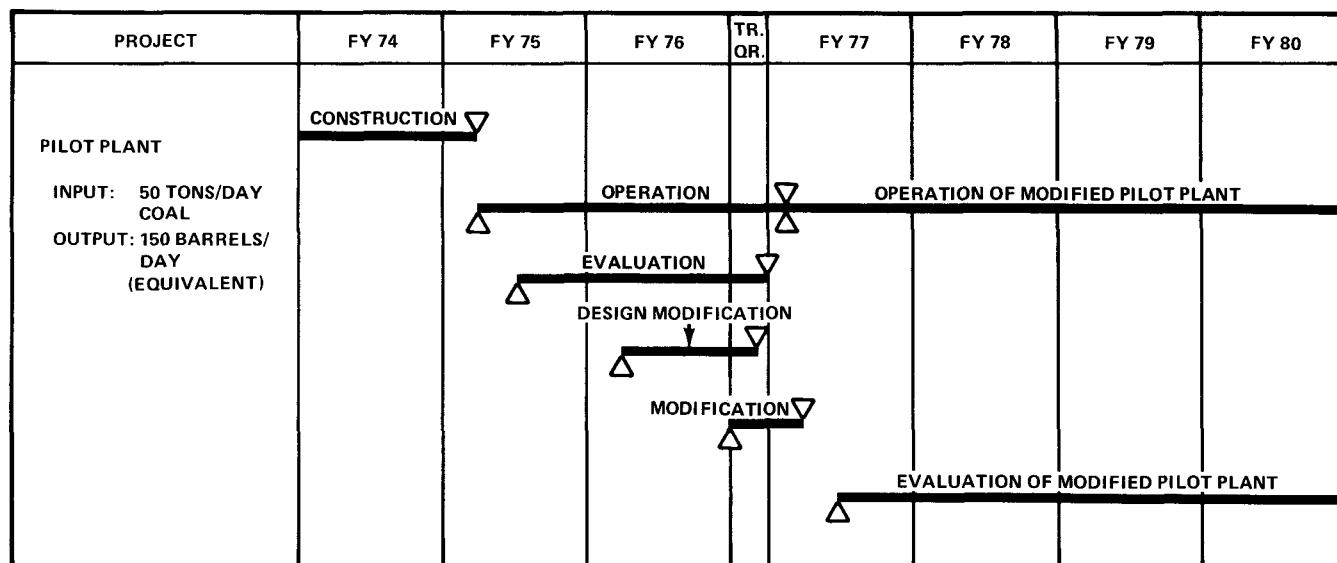 PROJECT
FY 74
FY 75
FY 76
TR.
QR.
FY 77
FY 78
FY 79
FY 80
CONSTRUCTION
PILOT PLANT
INPUT: 50 TONS/DAY
COAL
OUTPUT: 150 BARRELS/
DAY
(EQUIVALENT)
OPERATION
OPERATION OF MODIFIED PILOT PLANT
EVALUATION
DESIGN MODIFICATION
MODIFICATION
EVALUATION OF MODIFIED PILOT PLANT